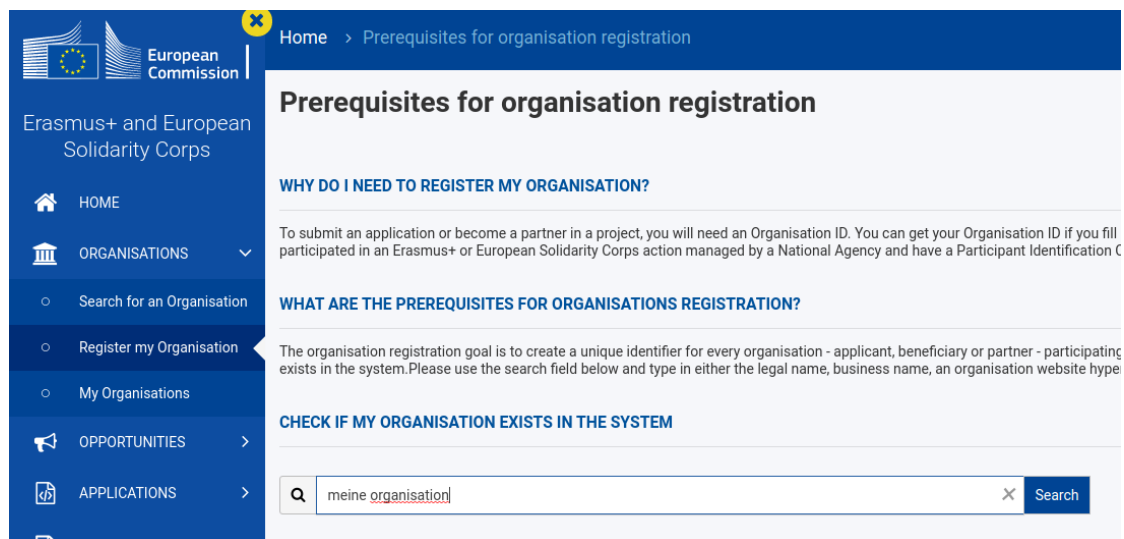 European
Commission
Erasmus+ and European
Solidarity Corps
HOME
ORGANISATIONS
Search for an Organisation
Register my Organisation
My Organisations
OPPORTUNITIES
APPLICATIONS
Home > Prerequisites for organisation registration
Prerequisites for organisation registration
WHY DO I NEED TO REGISTER MY ORGANISATION?
To submit an application or become a partner in a project, you will need an Organisation ID. You can get your Organisation ID if you fill
participated in an Erasmus+ or European Solidarity Corps action managed by a National Agency and have a Participant Identification
WHAT ARE THE PREREQUISITES FOR ORGANISATIONS REGISTRATION?
The organisation registration goal is to create a unique identifier for every organisation - applicant, beneficiary or partner - participating
exists in the system.Please use the search field below and type in either the legal name, business name, an organisation website hype
CHECK IF MY ORGANISATION EXISTS IN THE SYSTEM
meine organisation
Search